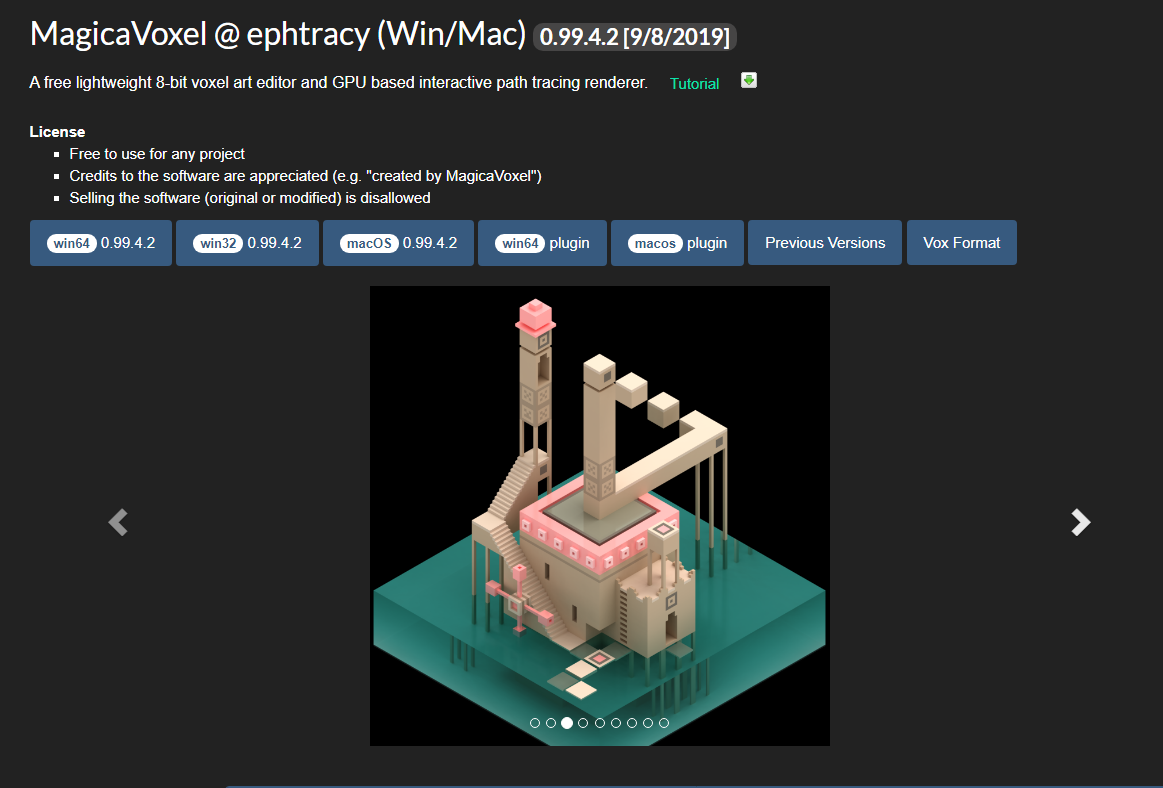 MagicaVoxel @ ephtracy (Win/Mac) 0.99.4.2 [9/8/2019]
A free lightweight 8-bit voxel art editor and GPU based interactive path tracing renderer. Tutorial
License
Free to use for any project
Credits to the software are appreciated (e.g. "created by MagicaVoxel")
Selling the software (original or modified) is disallowed
win64 0.99.4.2 win32 0.99.4.2 macOS 0.99.4.2 win64 plugin macos plugin Previous Versions Vox Format